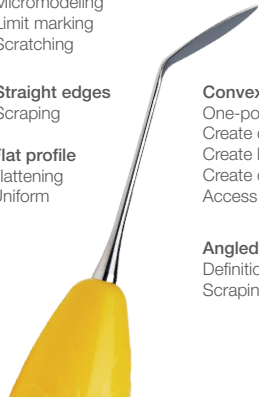 Micromodeling
Limit marking
Scratching
Straight edges
Scraping
Flat profile
Flattening
Uniform
Convex
Create
Create
Create
Access
Angled